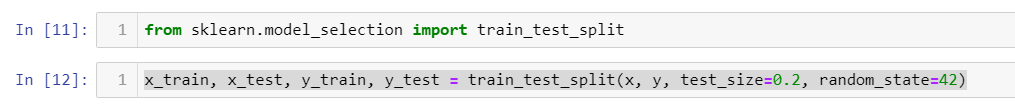 In [11]: 1 from sklearn.model_selection import train_test_split
In [12]: 1 x_train, x_test, y_train, y_test = train_test_split(x, y, test_size=0.2, random_state=42)